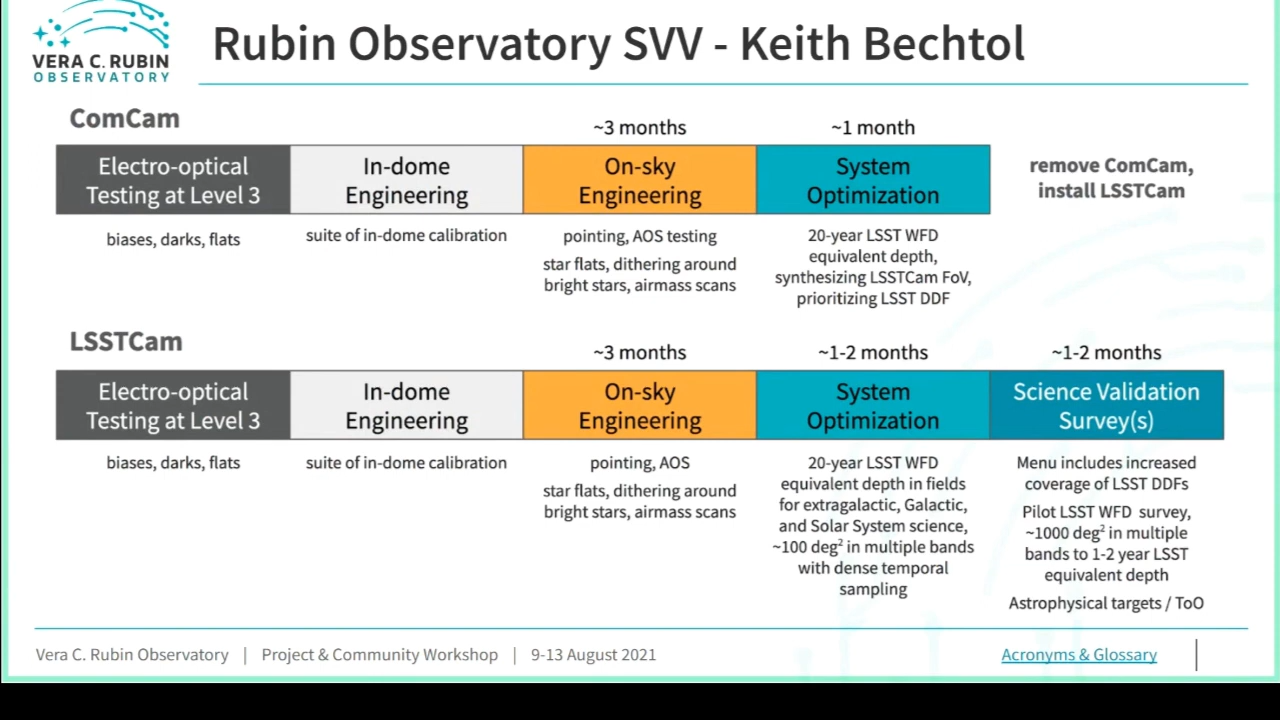 VERA C. RUBIN
OBSERVATORY
Rubin Observatory SVV - Keith Bechtol
ComCam
~3 months
~1 month
Electro-optical
Testing at Level 3
In-dome
Engineering
On-sky
Engineering
System
Optimization
remove ComCam,
install LSSTCam
biases, darks, flats
suite of in-dome calibration
pointing, AOS testing
star flats, dithering around
bright stars, airmass scans
20-year LSST WFD
equivalent depth,
synthesizing LSSTCam FoV,
prioritizing LSST DDF
LSSTCam
~3 months
~1-2 months
~1-2 months
Electro-optical
Testing at Level 3
In-dome
Engineering
On-sky
Engineering
System
Optimization
Science Validation
Survey(s)
biases, darks, flats
suite of in-dome calibration
pointing, AOS
star flats, dithering around
bright stars, airmass scans
20-year LSST WFD
equivalent depth in fields
for extragalactic, Galactic,
and Solar System science,
~100 deg² in multiple bands
with dense temporal
sampling
Menu includes increased
coverage of LSST DDFs
Pilot LSST WFD survey,
~1000 deg² in multiple
bands to 1-2 year LSST
equivalent depth
Astrophysical targets / ToO
Vera C. Rubin Observatory | Project & Community Workshop | 9-13 August 2021
Acronyms & Glossary